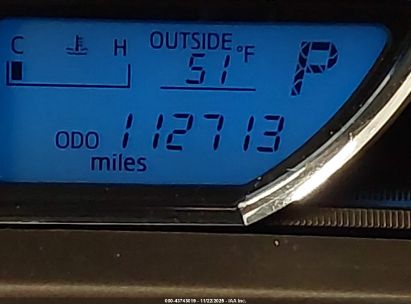 C H OUTSIDE °F P
51
ODO 112713
miles